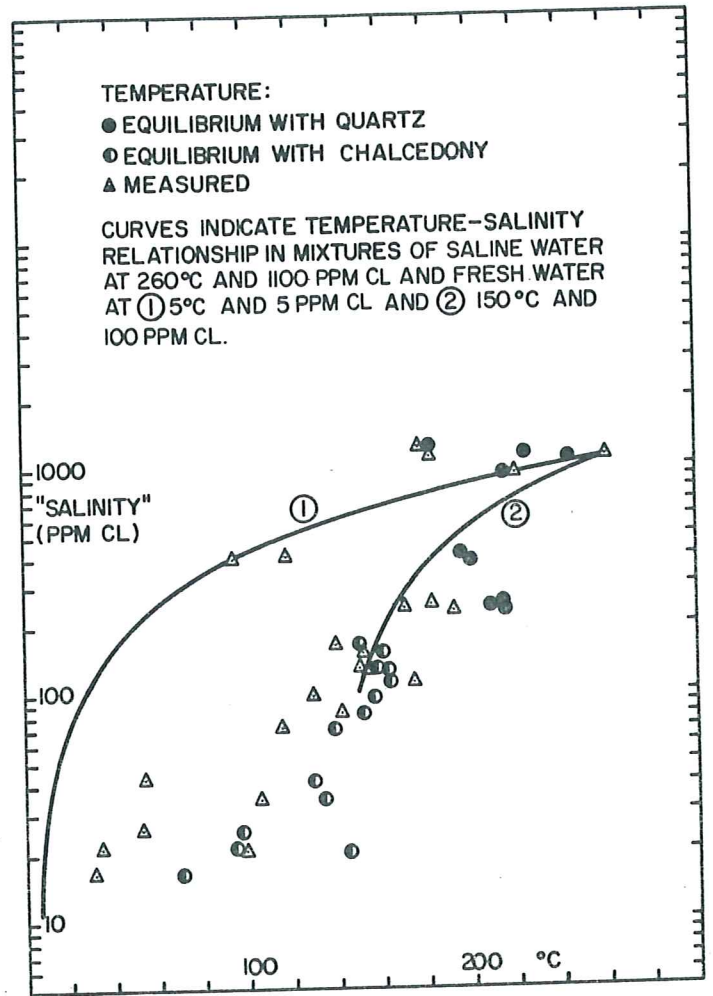 TEMPERATURE:
● EQUILIBRIUM WITH QUARTZ
◐ EQUILIBRIUM WITH CHALCEDONY
△ MEASURED
CURVES INDICATE TEMPERATURE-SALINITY
RELATIONSHIP IN MIXTURES OF SALINE WATER
AT 260°C AND 1100 PPM CL AND FRESH WATER
AT ① 5°C AND 5 PPM CL AND ② 150°C AND
100 PPM CL.
1000
"SALINITY"
(PPM CL)
①
②
100
10
100 200 °C